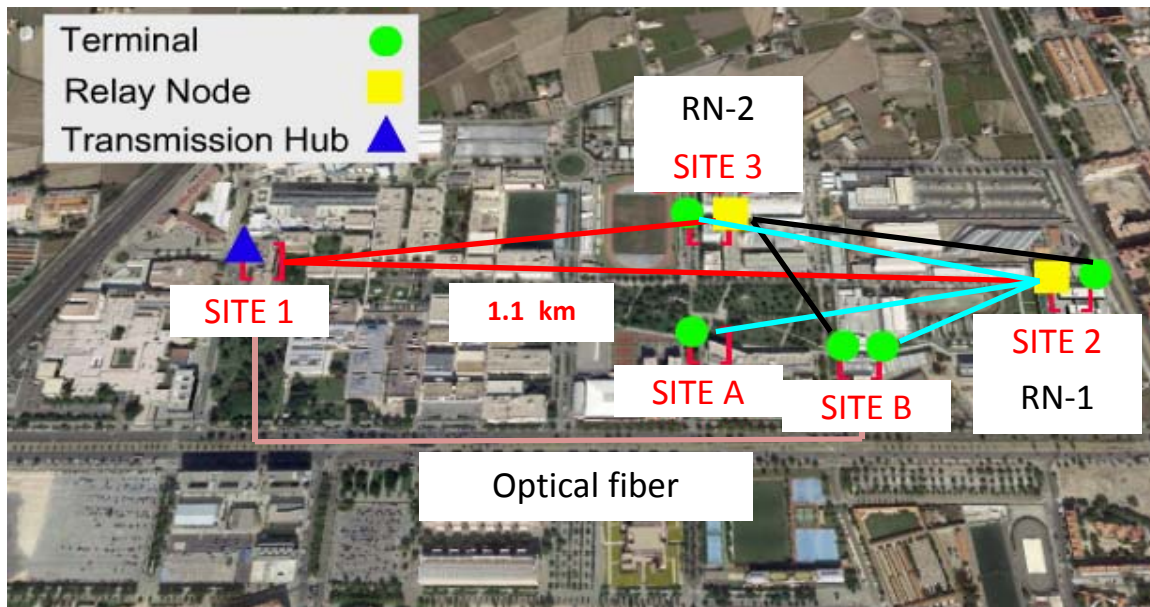 Terminal
Relay Node
Transmission Hub
RN-2
SITE 3
SITE 1
1.1 km
SITE 2
RN-1
SITE A
SITE B
Optical fiber